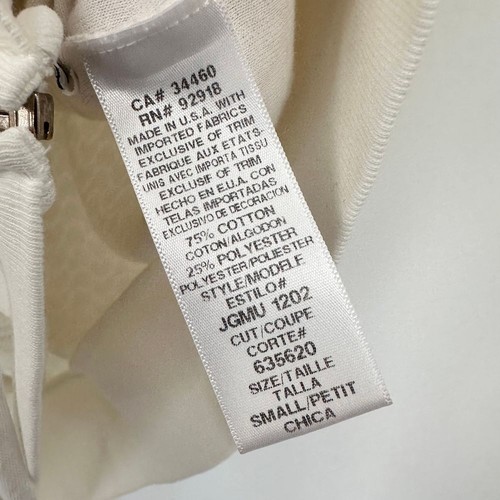 CA# 34460
RN# 92918
MADE IN U.S.A. WITH
IMPORTED FABRICS
EXCLUSIVE OF TRIM
FABRIQUE AUX ETATS-
UNIS AVEC IMPORTA TISSU
EXCLUSIF OF TRIM
HECHO EN E.U.A. CON
TELAS IMPORTADAS
EXCLUSIVO DE DECORACION
75% COTTON
COTON/ALGODON
25% POLYESTER
POLYESTER/POLIESTER
STYLE/MODELE
ESTILO#
JGMU 1202
CUT/COUPE
CORTE#
635620
SIZE/TAILLE
TALLA
SMALL/PETIT
CHICA